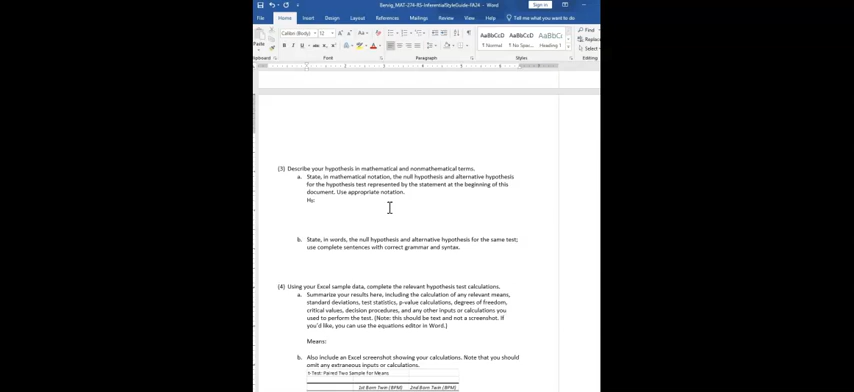 Bervig_MAT-274-RS-InferentialStyleGuide-FA24 - Word
Sign in
File Home Insert Design Layout References Mailings Review View Help Tell me what you want to do
Calibri (Body) 12
AaBbCcD AaBbCcD AaBbCc
Find
Replace
Select
Paste
¶ Normal ¶ No Spac... Heading 1
Clipboard Font Paragraph Styles Editing
(3) Describe your hypothesis in mathematical and nonmathematical terms.
a. State, in mathematical notation, the null hypothesis and alternative hypothesis
for the hypothesis test represented by the statement at the beginning of this
document. Use appropriate notation.
b. State, in words, the null hypothesis and alternative hypothesis for the same test;
use complete sentences with correct grammar and syntax.
(4) Using your Excel sample data, complete the relevant hypothesis test calculations.
a. Summarize your results here, including the calculation of any relevant means,
standard deviations, test statistics, p-value calculations, degrees of freedom,
critical values, decision procedures, and any other inputs or calculations you
used to perform the test. (Note: this should be text and not a screenshot. If
you'd like, you can use the equations editor in Word.)
Means:
b. Also include an Excel screenshot showing your calculations. Note that you should
omit any extraneous inputs or calculations.
t-Test: Paired Two Sample for Means
1st Born Twin (BPM) 2nd Born Twin (BPM)